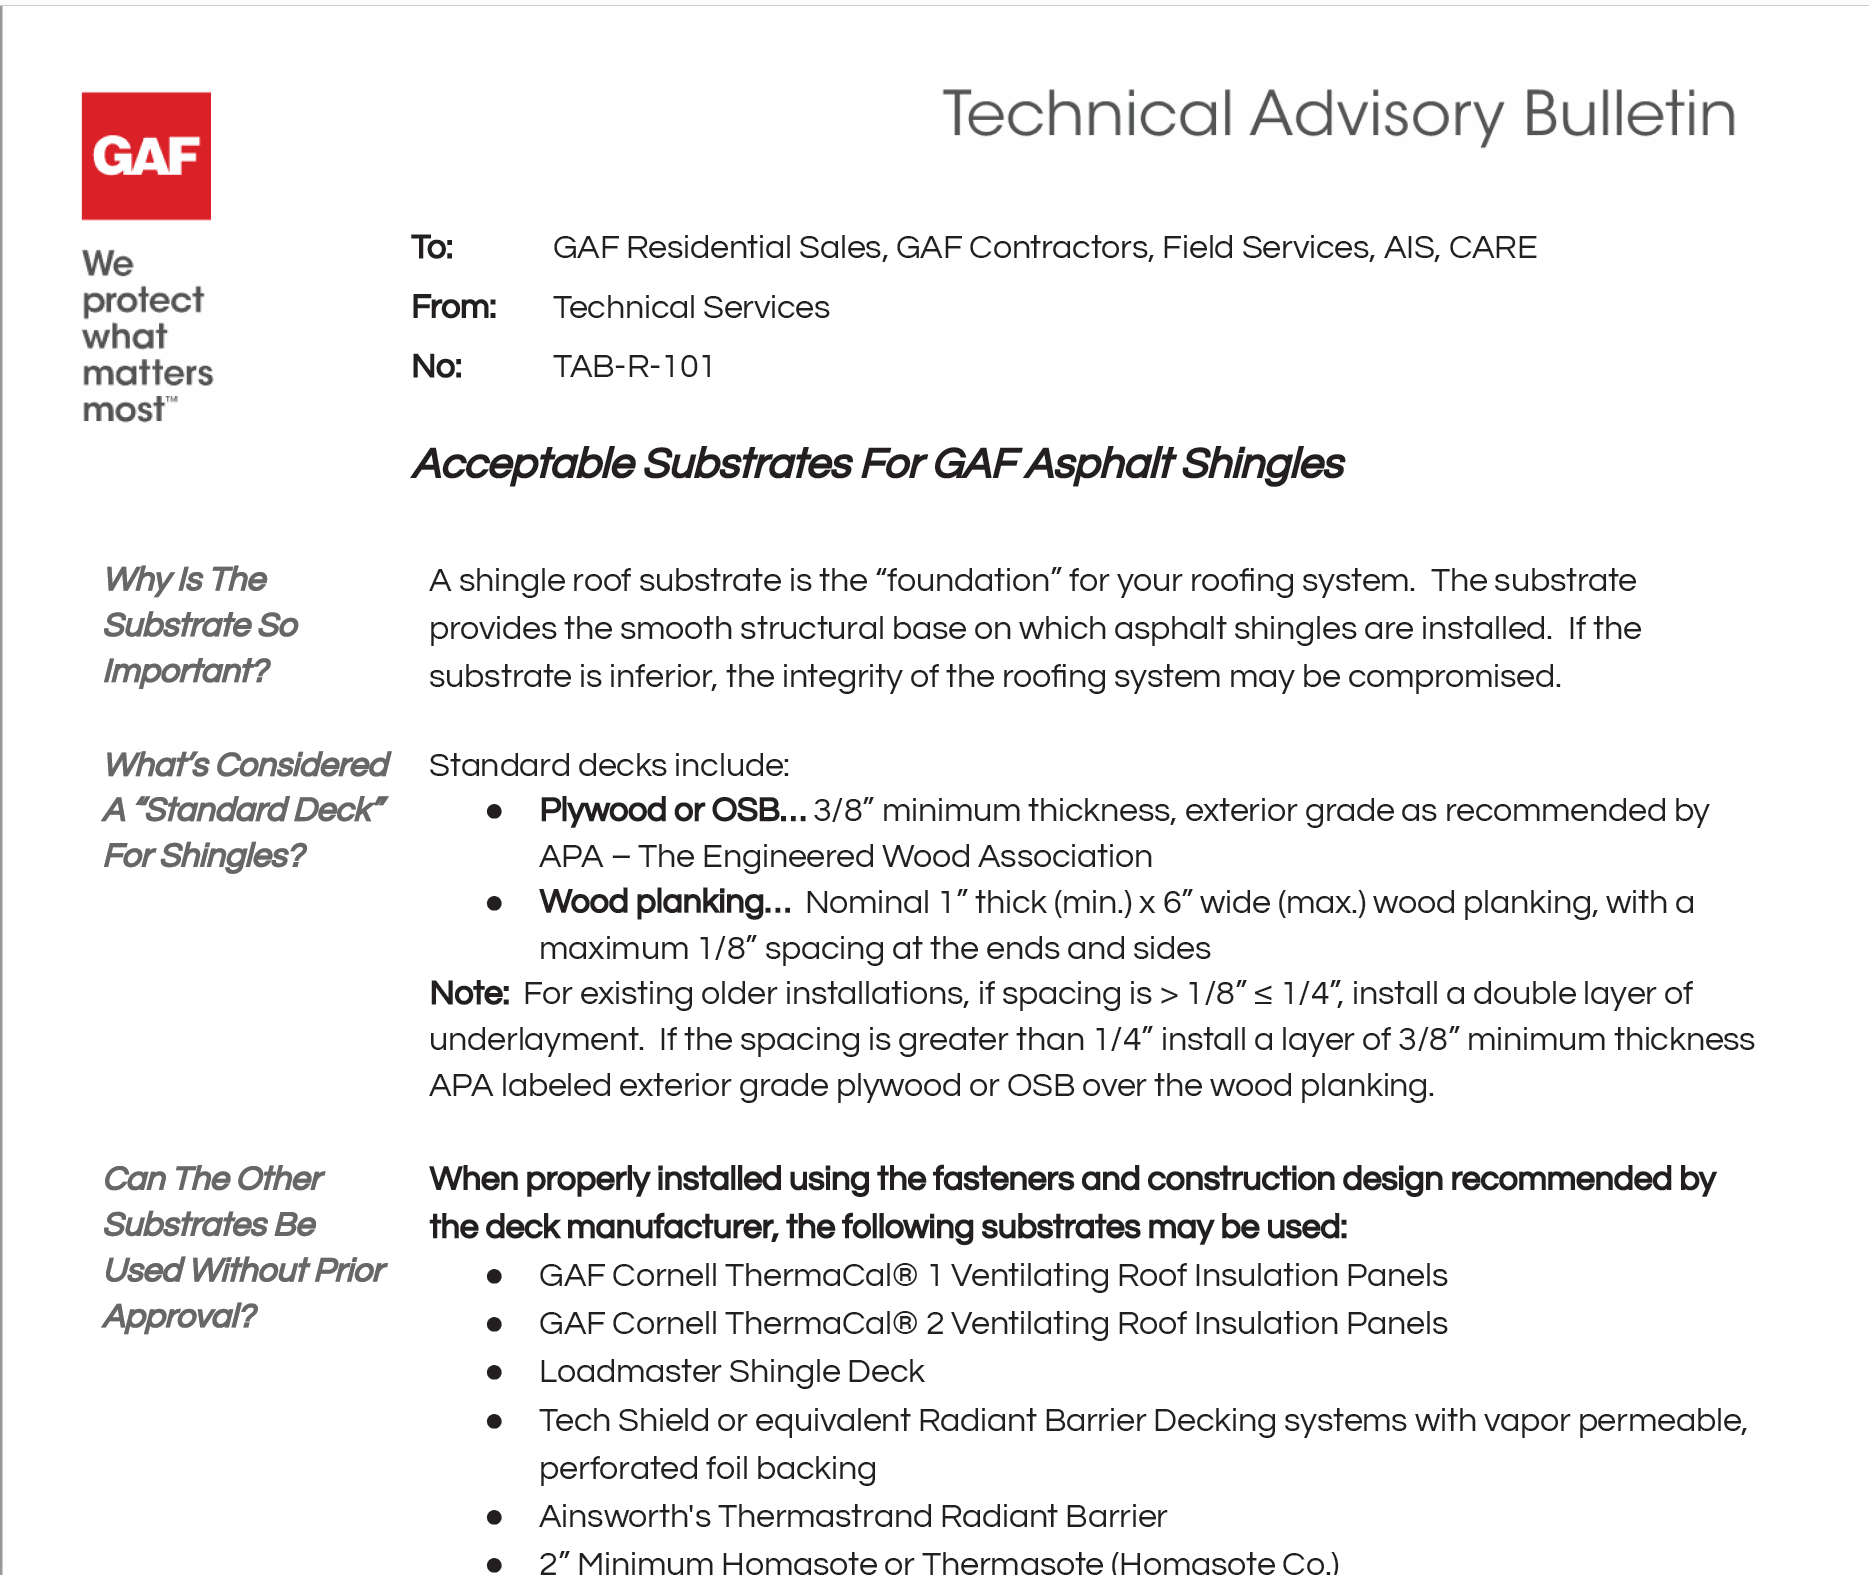 GAF
We
protect
what
matters
most™
Technical Advisory Bulletin
To: GAF Residential Sales, GAF Contractors, Field Services, AIS, CARE
From: Technical Services
No: TAB-R-101
Acceptable Substrates For GAF Asphalt Shingles
Why Is The
Substrate So
Important?
A shingle roof substrate is the “foundation” for your roofing system.  The substrate
provides the smooth structural base on which asphalt shingles are installed.  If the
substrate is inferior, the integrity of the roofing system may be compromised.
What’s Considered
A “Standard Deck”
For Shingles?
Standard decks include:
● Plywood or OSB… 3/8” minimum thickness, exterior grade as recommended by
APA – The Engineered Wood Association
● Wood planking…  Nominal 1” thick (min.) x 6” wide (max.) wood planking, with a
maximum 1/8” spacing at the ends and sides
Note:  For existing older installations, if spacing is > 1/8” ≤ 1/4”, install a double layer of
underlayment.  If the spacing is greater than 1/4” install a layer of 3/8” minimum thickness
APA labeled exterior grade plywood or OSB over the wood planking.
Can The Other
Substrates Be
Used Without Prior
Approval?
When properly installed using the fasteners and construction design recommended by
the deck manufacturer, the following substrates may be used:
● GAF Cornell ThermaCal® 1 Ventilating Roof Insulation Panels
● GAF Cornell ThermaCal® 2 Ventilating Roof Insulation Panels
● Loadmaster Shingle Deck
● Tech Shield or equivalent Radiant Barrier Decking systems with vapor permeable,
perforated foil backing
● Ainsworth's Thermastrand Radiant Barrier
● 2” Minimum Homasote or Thermasote (Homasote Co.)